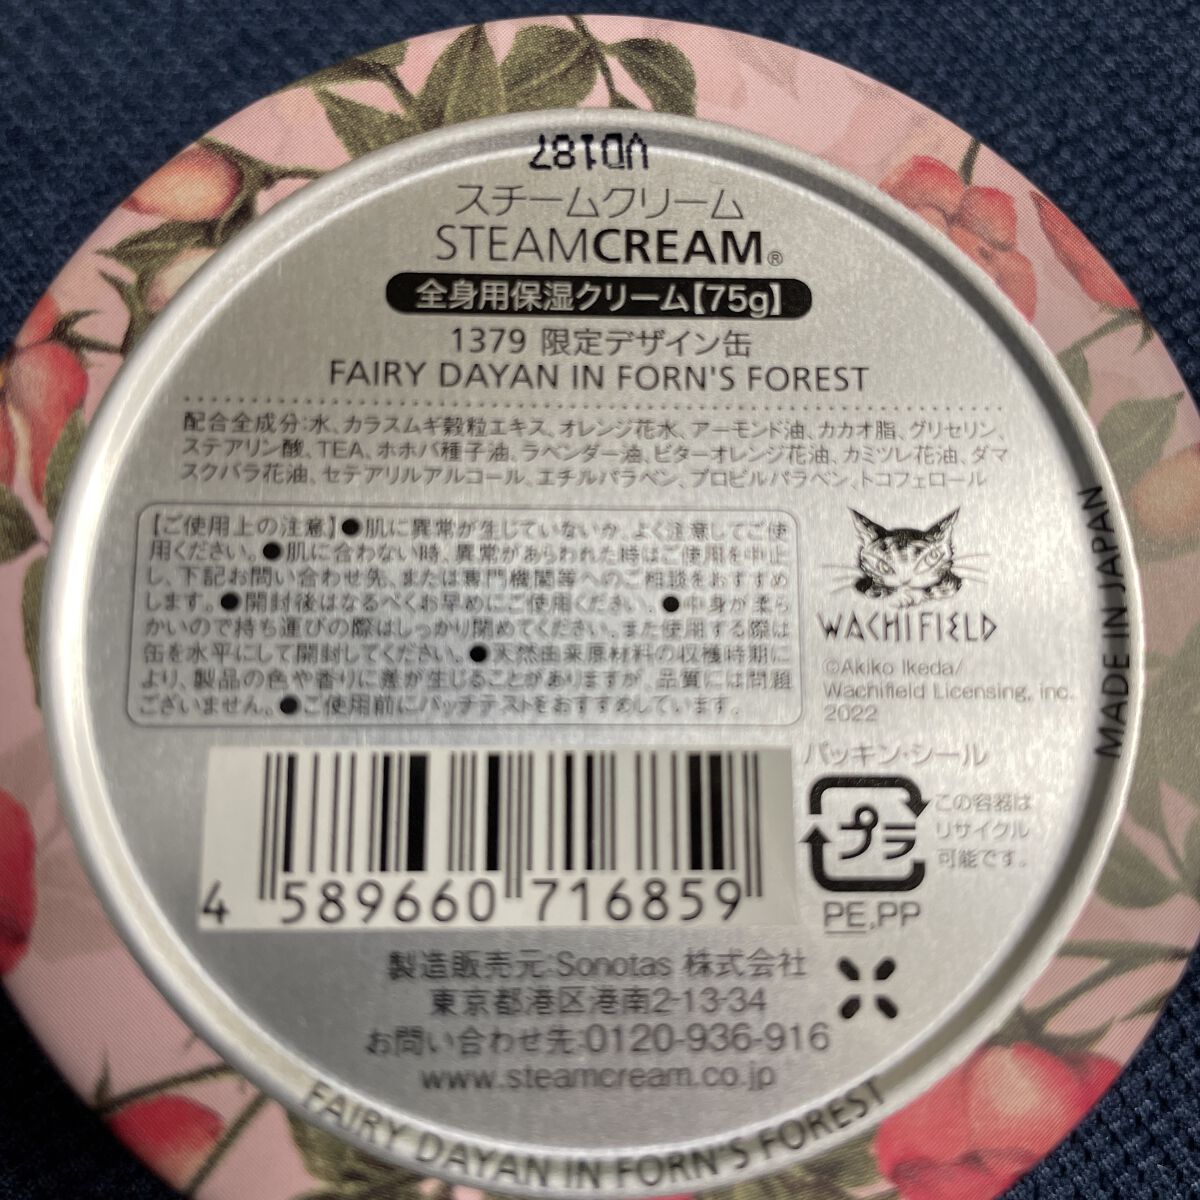 VD187
スチームクリーム
STEAMCREAM®
全身用保湿クリーム【75g】
1379 限定デザイン缶
FAIRY DAYAN IN FORN'S FOREST
配合全成分:水、カラスムギ穀粒エキス、オレンジ花水、アーモンド油、カカオ脂、グリセリン、
ステアリン酸、TEA、ホホバ種子油、ラベンダー油、ビターオレンジ花油、カミツレ花油、ダマ
スクバラ花油、セテアリルアルコール、エチルパラベン、プロピルパラベン、トコフェロール
【ご使用上の注意】●肌に異常が生じていないか、よく注意してご使
用ください。●肌に合わない時、異常があらわれた時はご使用を中止
し、下記お問い合わせ先、または専門機関等へのご相談をおすすめ
します。●開封後はなるべくお早めにご使用ください。●中身が柔ら
かいので持ち運びの際はしっかり閉めてください。また使用する際は
缶を水平にして開封してください。●天然由来原材料の収穫時期に
より、製品の色や香りに差が生じることがありますが、品質には問題
ございません。●ご使用前にパッチテストをおすすめしています。
WACHIFIELD
©Akiko Ikeda/
Wachifield Licensing, inc.
2022
MADE IN JAPAN
パッキン・シール
プラ
この容器は
リサイクル
可能です。
PE,PP
4 589660 716859
製造販売元:Sonotas 株式会社
東京都港区港南2-13-34
お問い合わせ先:0120-936-916
www.steamcream.co.jp
FAIRY DAYAN IN FORN'S FOREST